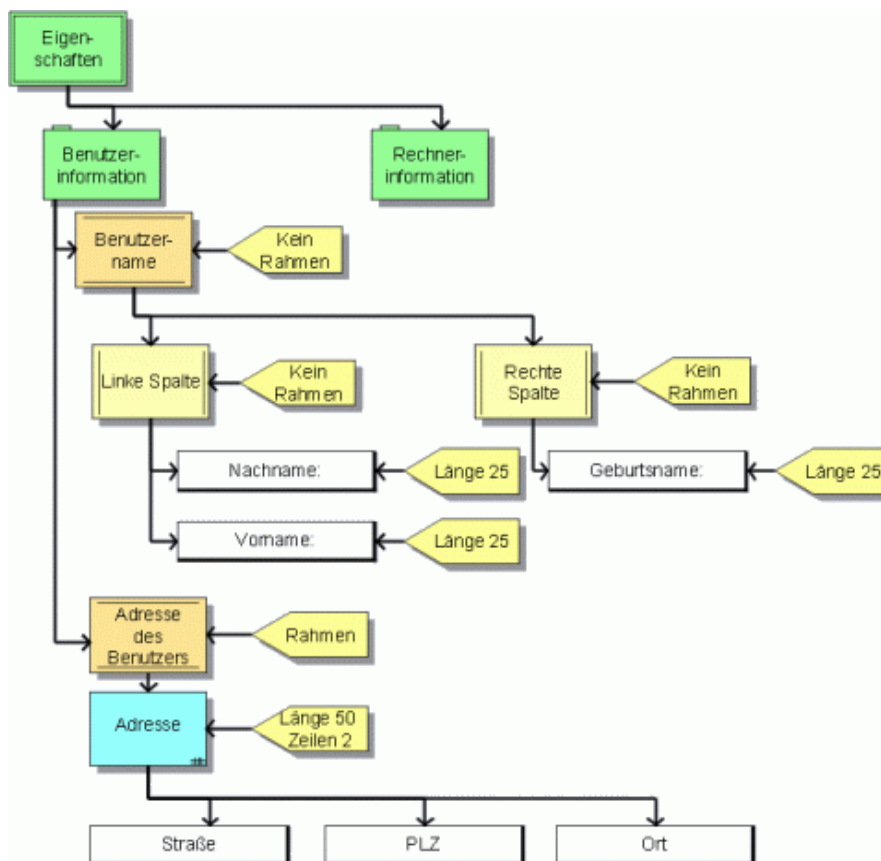 Eigen-
schaften
Benutzer-
information
Rechner-
information
Benutzer-
name
Kein
Rahmen
Linke Spalte
Kein
Rahmen
Rechte
Spalte
Kein
Rahmen
Nachname:
Länge 25
Geburtsname:
Länge 25
Vorname:
Länge 25
Adresse
des
Benutzers
Rahmen
Adresse
Länge 50
Zeilen 2
Straße
PLZ
Ort